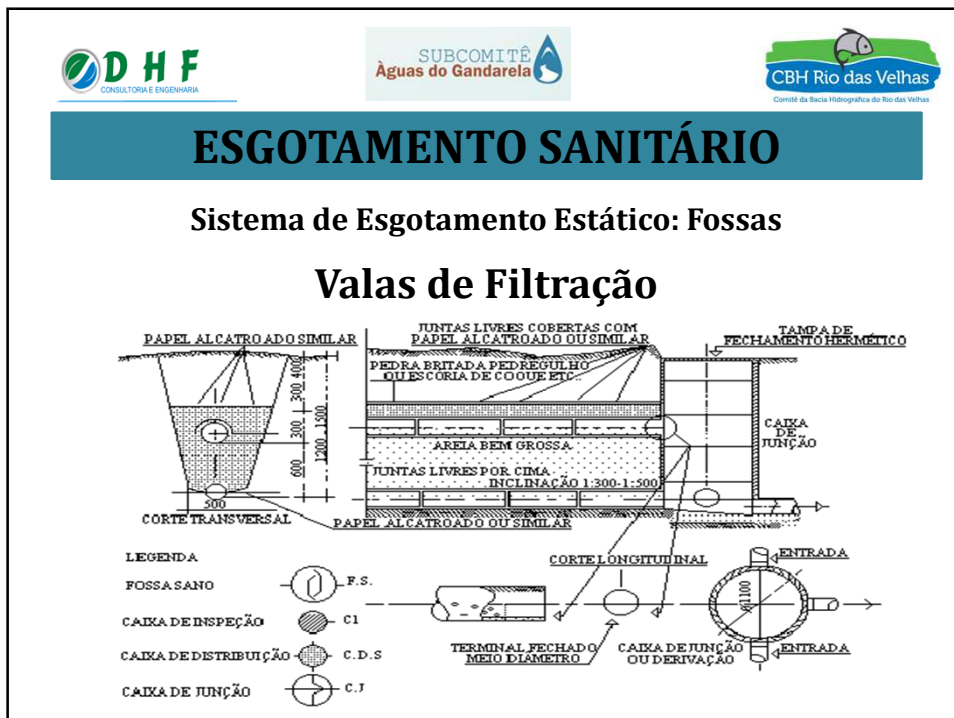 DHF
CONSULTORIA E ENGENHARIA
SUBCOMITÊ
Àguas do Gandarela
CBH Rio das Velhas
Comitê da Bacia Hidrográfica do Rio das Velhas
ESGOTAMENTO SANITÁRIO
Sistema de Esgotamento Estático: Fossas
Valas de Filtração
PAPEL ALCATROADO SIMILAR
JUNTAS LIVRES COBERTAS COM
PAPEL ALCATROADO OU SIMILAR
TAMPA DE
FECHAMENTO HERMÉTICO
PEDRA BRITADA PEDREGULHO
OU ESCÓRIA DE COQUE ETC..
300 4000
300
600
1200 - 1500
500
CORTE TRANSVERSAL
AREIA BEM GROSSA
JUNTAS LIVRES POR CIMA
INCLINAÇÃO 1:300-1:500
PAPEL ALCATROADO OU SIMILAR
CAIXA
DE
JUNÇÃO
LEGENDA
FOSSA SANO
F.S.
CAIXA DE INSPEÇÃO
C1
CAIXA DE DISTRIBUIÇÃO
C.D.S
CAIXA DE JUNÇÃO
C.J
CORTE LONGITUDINAL
TERMINAL FECHADO
MEIO DIÂMETRO
CAIXA DE JUNÇÃO
OU DERIVAÇÃO
ENTRADA
1100
ENTRADA